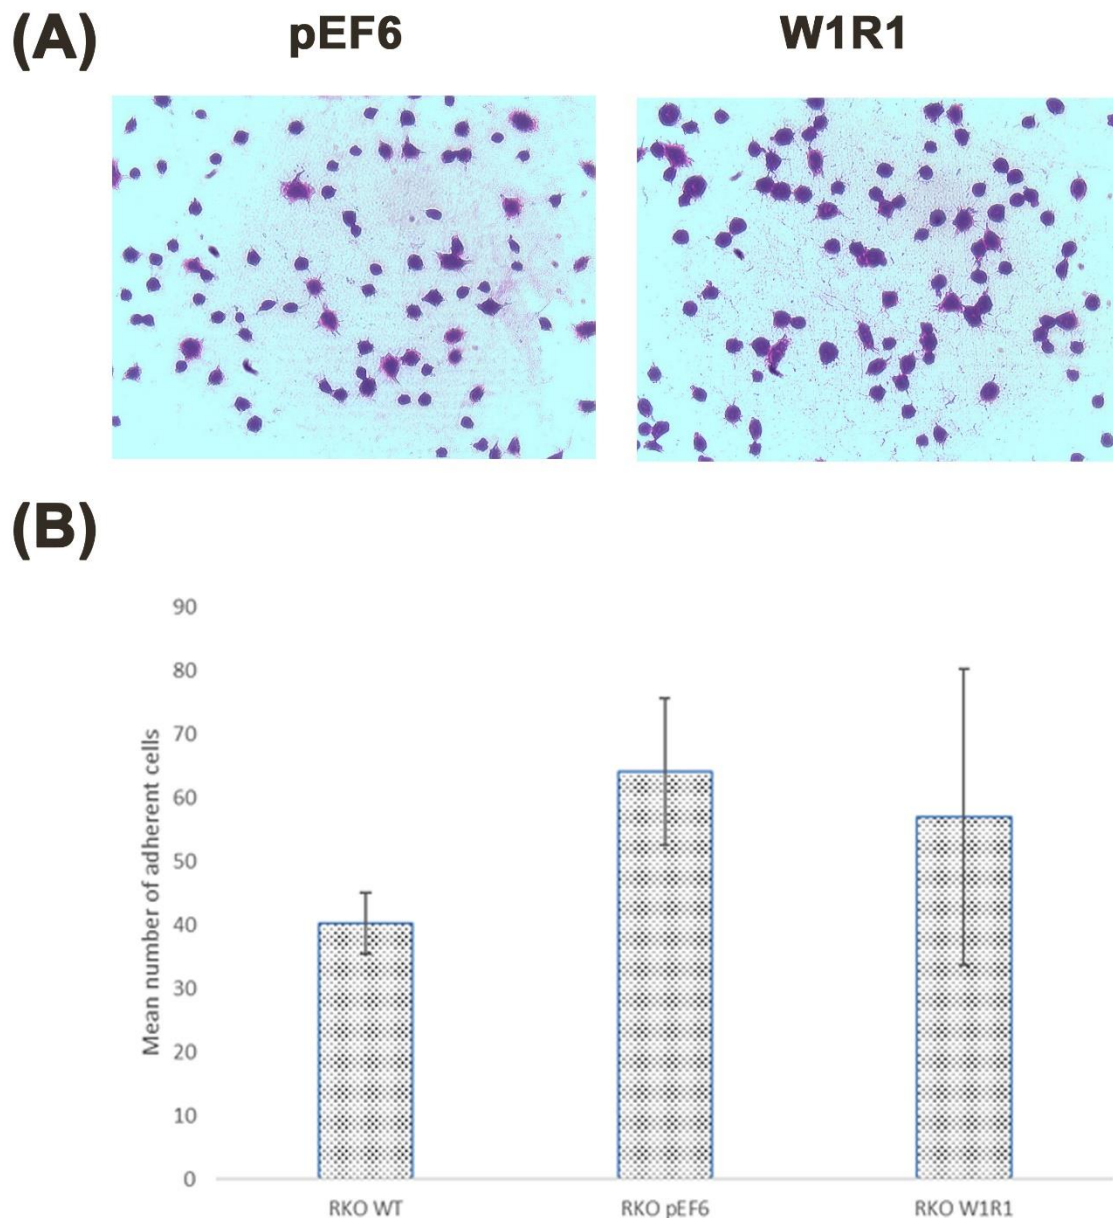 (A)
pEF6
W1R1
(B)
90
80
70
60
50
40
30
20
10
0
Mean number of adherent cells
RKO WT
RKO pEF6
RKO W1R1